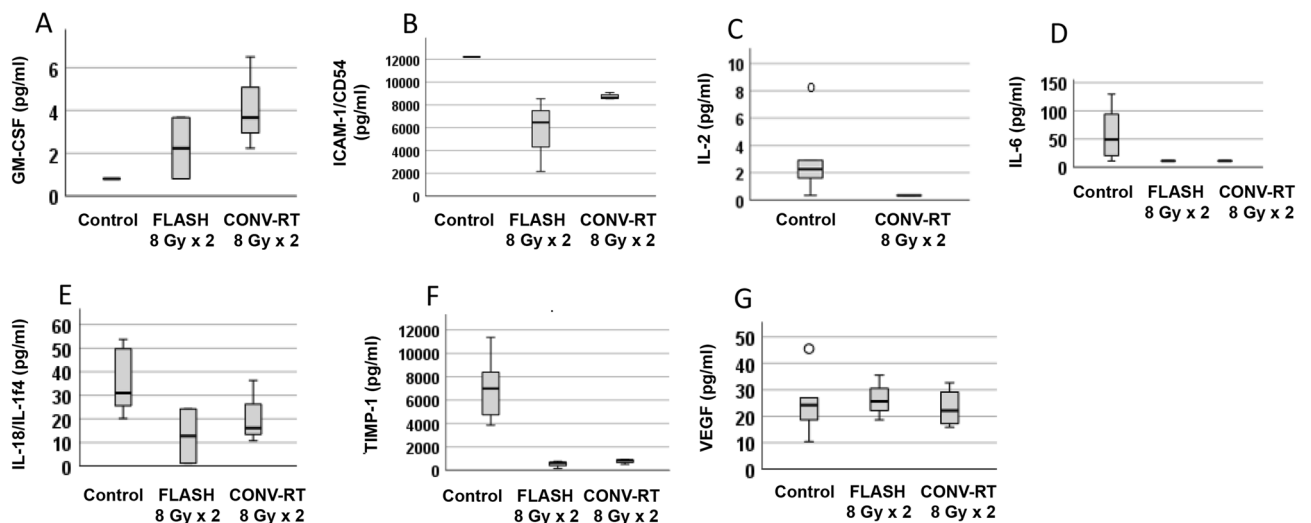 A
GM-CSF (pg/ml)
6
4
2
0
Control
FLASH
8 Gy x 2
CONV-RT
8 Gy x 2
B
ICAM-1/CD54
(pg/ml)
12000
10000
8000
6000
4000
2000
0
Control
FLASH
8 Gy x 2
CONV-RT
8 Gy x 2
C
IL-2 (pg/ml)
10
8
6
4
2
0
Control
CONV-RT
8 Gy x 2
D
IL-6 (pg/ml)
150
100
50
0
Control
FLASH
8 Gy x 2
CONV-RT
8 Gy x 2
E
IL-18/IL-1f4 (pg/ml)
60
50
40
30
20
10
0
Control
FLASH
8 Gy x 2
CONV-RT
8 Gy x 2
F
TIMP-1 (pg/ml)
12000
10000
8000
6000
4000
2000
0
Control
FLASH
8 Gy x 2
CONV-RT
8 Gy x 2
G
VEGF (pg/ml)
50
40
30
20
10
0
Control
FLASH
8 Gy x 2
CONV-RT
8 Gy x 2